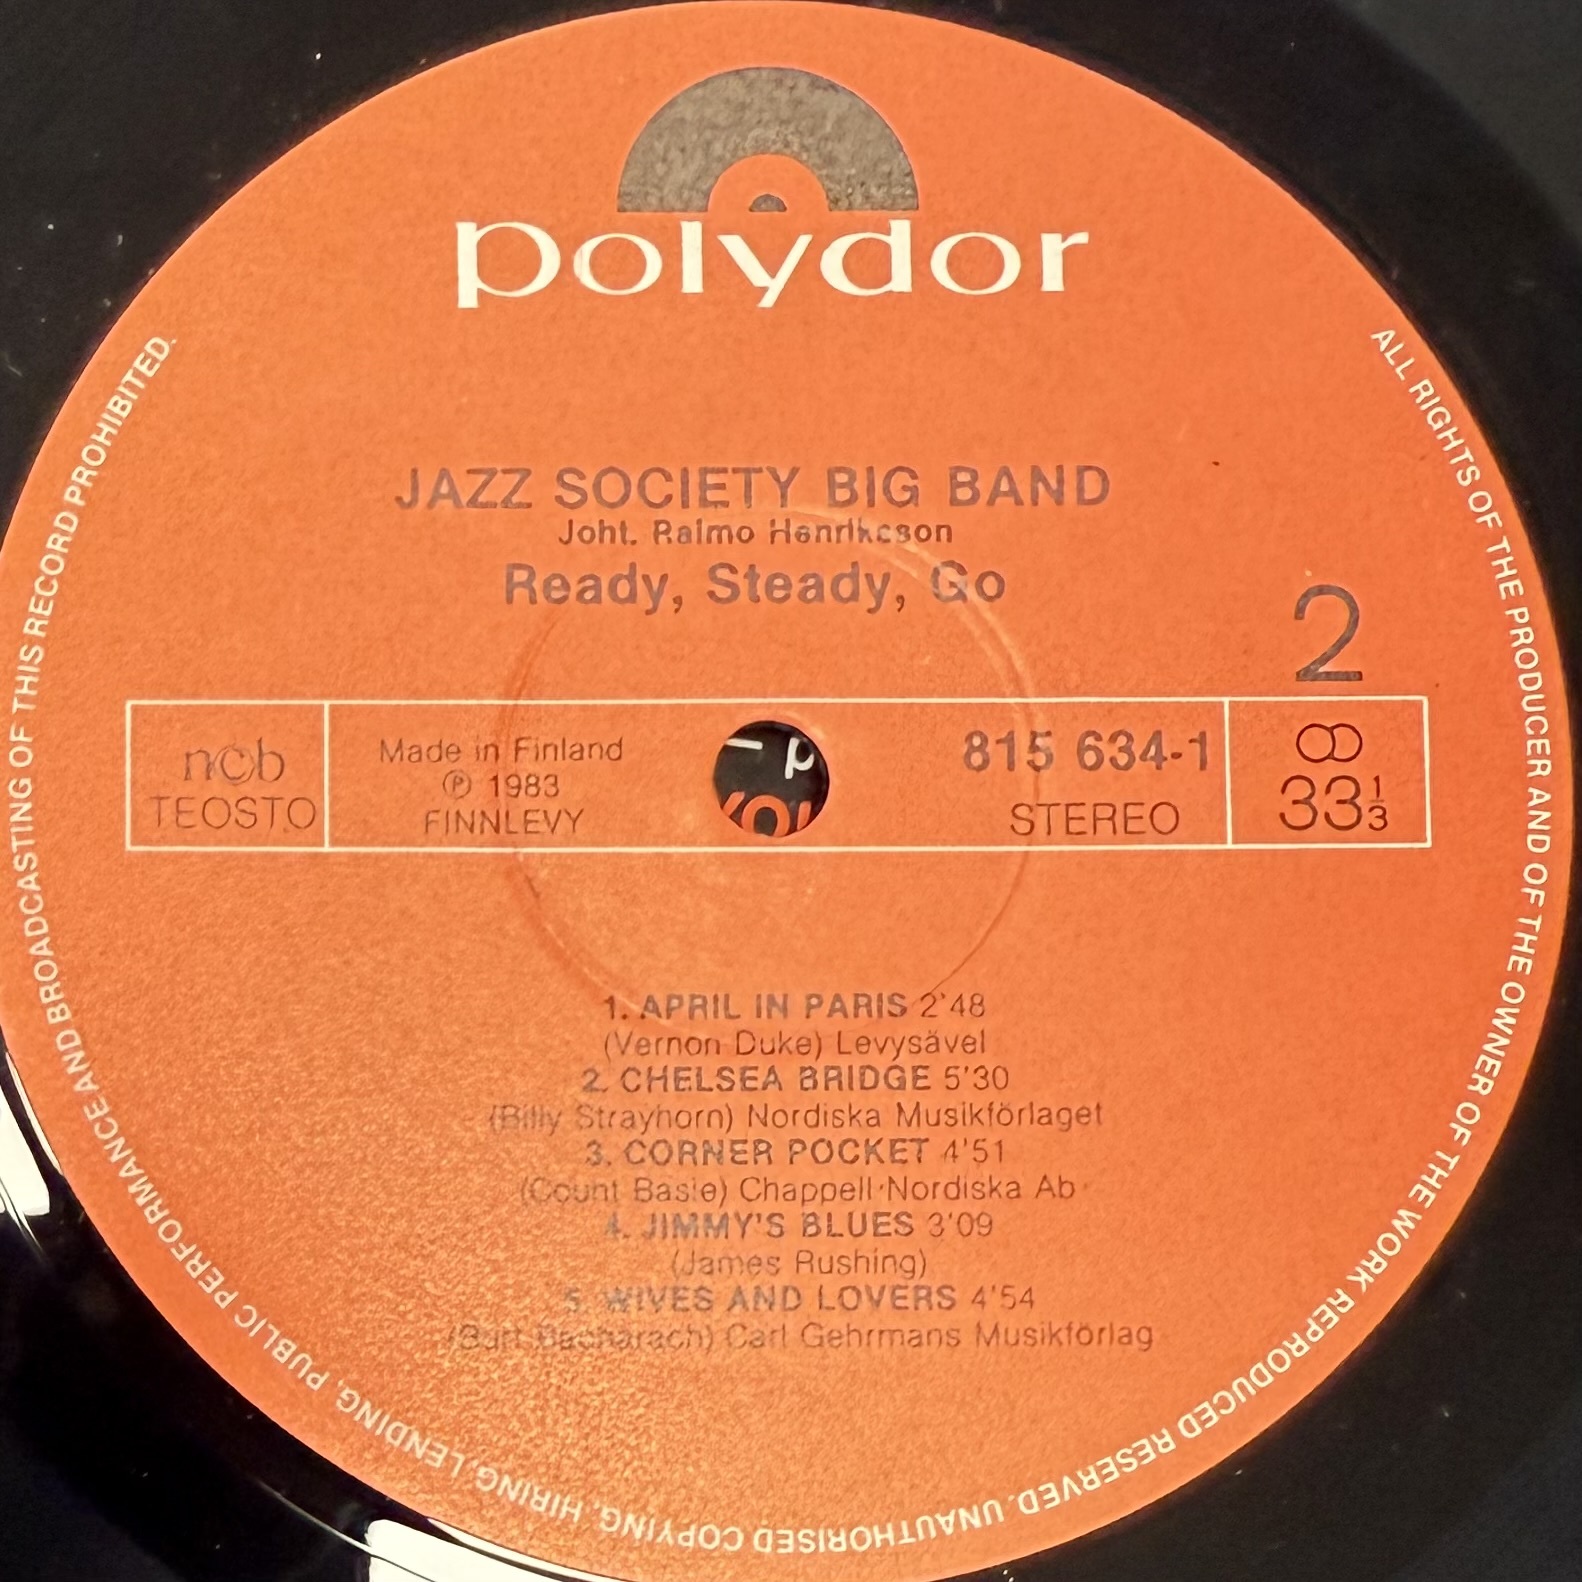 polydor
JAZZ SOCIETY BIG BAND
Joht. Raimo Henriksson
Ready, Steady, Go
2
ncb
TEOSTO
Made in Finland
℗ 1983
FINNLEVY
815 634-1
STEREO
33⅓
1. APRIL IN PARIS 2'48
(Vernon Duke) Levysävel
2. CHELSEA BRIDGE 5'30
(Billy Strayhorn) Nordiska Musikförlaget
3. CORNER POCKET 4'51
(Count Basie) Chappell·Nordiska Ab
4. JIMMY'S BLUES 3'09
(James Rushing)
5. WIVES AND LOVERS 4'54
(Burt Bacharach) Carl Gehrmans Musikförlag
ALL RIGHTS OF THE PRODUCER AND OF THE OWNER OF THE WORK REPRODUCED RESERVED. UNAUTHORISED COPYING, HIRING, LENDING, PUBLIC PERFORMANCE AND BROADCASTING OF THIS RECORD PROHIBITED.